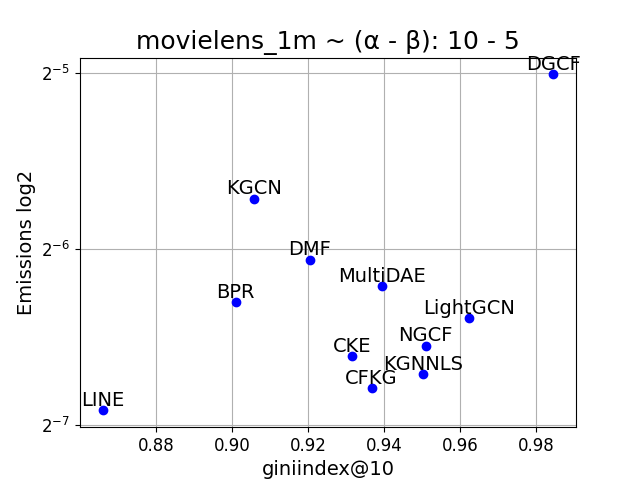 movielens_1m ~ (α - β): 10 - 5
DGCF
2⁻⁵
KGCN
DMF
2⁻⁶
MultiDAE
BPR
LightGCN
NGCF
CKE
KGNNLS
CFKG
LINE
2⁻⁷
Emissions log2
0.88 0.90 0.92 0.94 0.96 0.98
giniindex@10